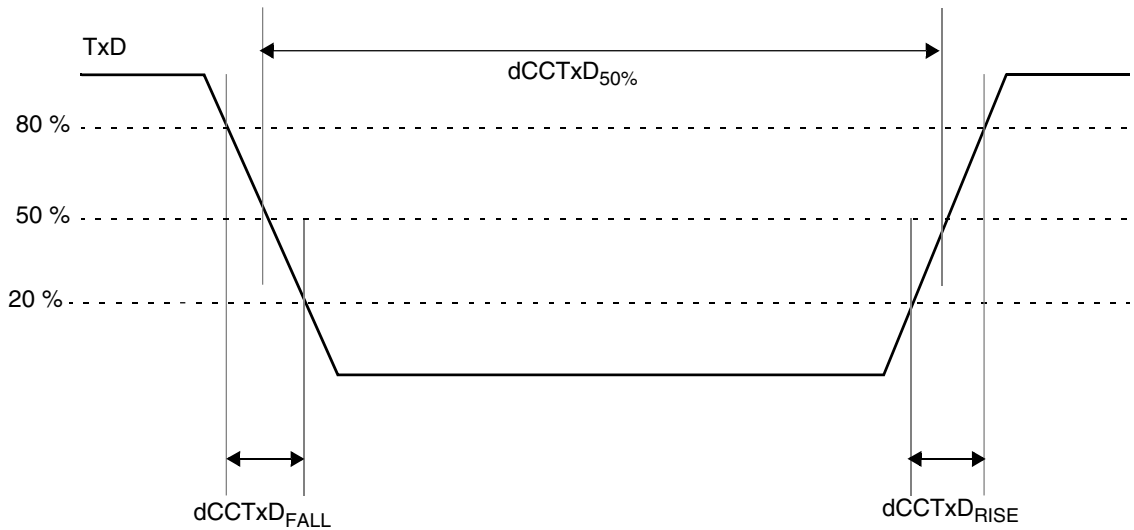 TxD
dCCTxD50%
80 %
50 %
20 %
dCCTxDFALL
dCCTxDRISE